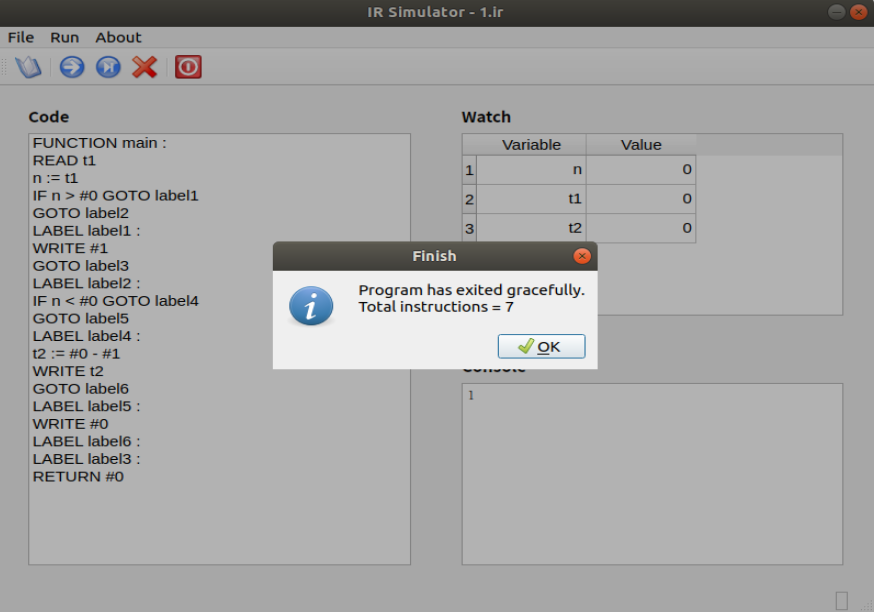 IR Simulator - 1.ir
File Run About
Code
FUNCTION main :
READ t1
n := t1
IF n > #0 GOTO label1
GOTO label2
LABEL label1 :
WRITE #1
GOTO label3
LABEL label2 :
IF n < #0 GOTO label4
GOTO label5
LABEL label4 :
t2 := #0 - #1
WRITE t2
GOTO label6
LABEL label5 :
WRITE #0
LABEL label6 :
LABEL label3 :
RETURN #0
Watch
Variable Value
1 n 0
2 t1 0
3 t2 0
Finish
Program has exited gracefully.
Total instructions = 7
OK
Console
1